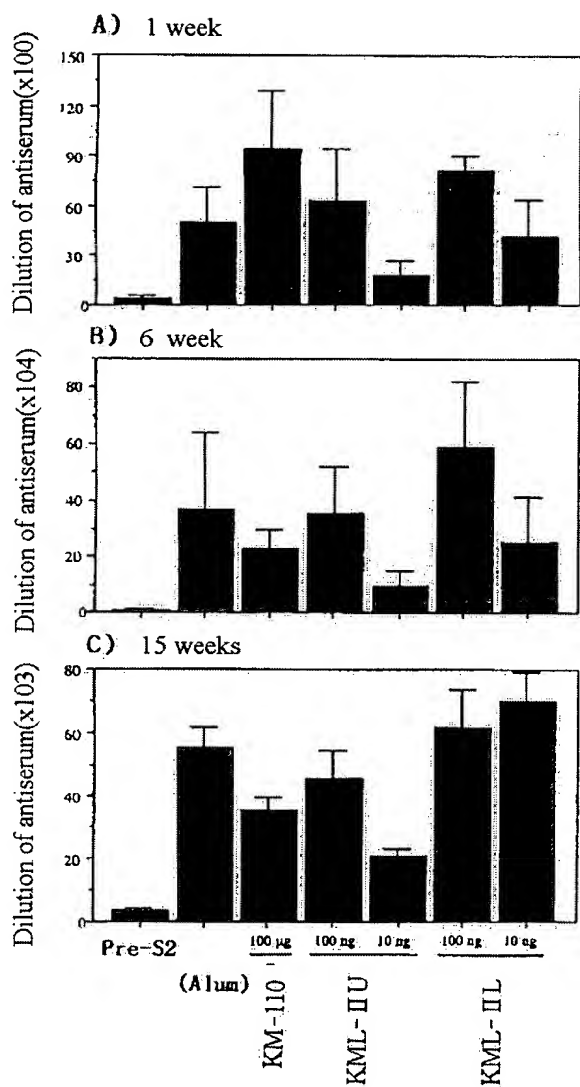 A) 1 week
Dilution of antiserum(x100)
150
120
90
60
30
0
B) 6 week
Dilution of antiserum(x104)
80
60
40
20
0
C) 15 weeks
Dilution of antiserum(x103)
80
60
40
20
0
Pre-S2
(Alum)
100 μg
100 ng
10 ng
100 ng
10 ng
KM-110
KML-IIU
KML-IIL